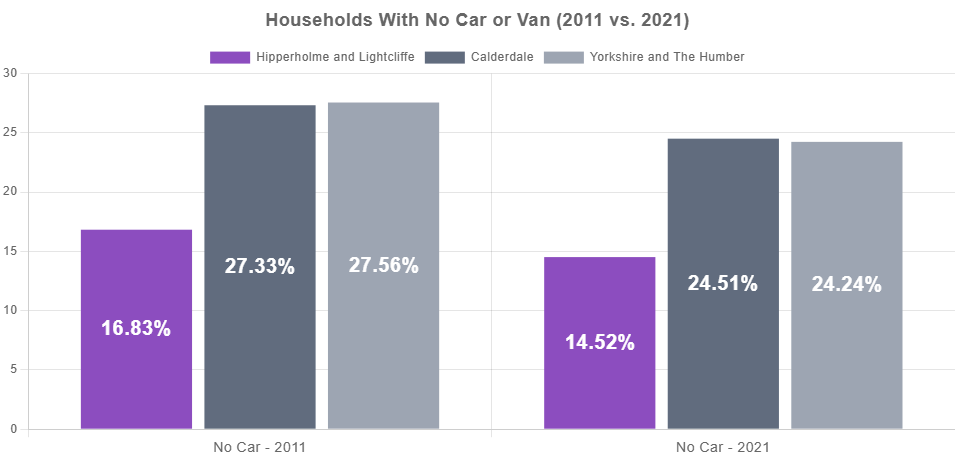 Households With No Car or Van (2011 vs. 2021)
Hipperholme and Lightcliffe Calderdale Yorkshire and The Humber
30
25
20
15
10
5
0
16.83% 27.33% 27.56% 14.52% 24.51% 24.24%
No Car - 2011 No Car - 2021